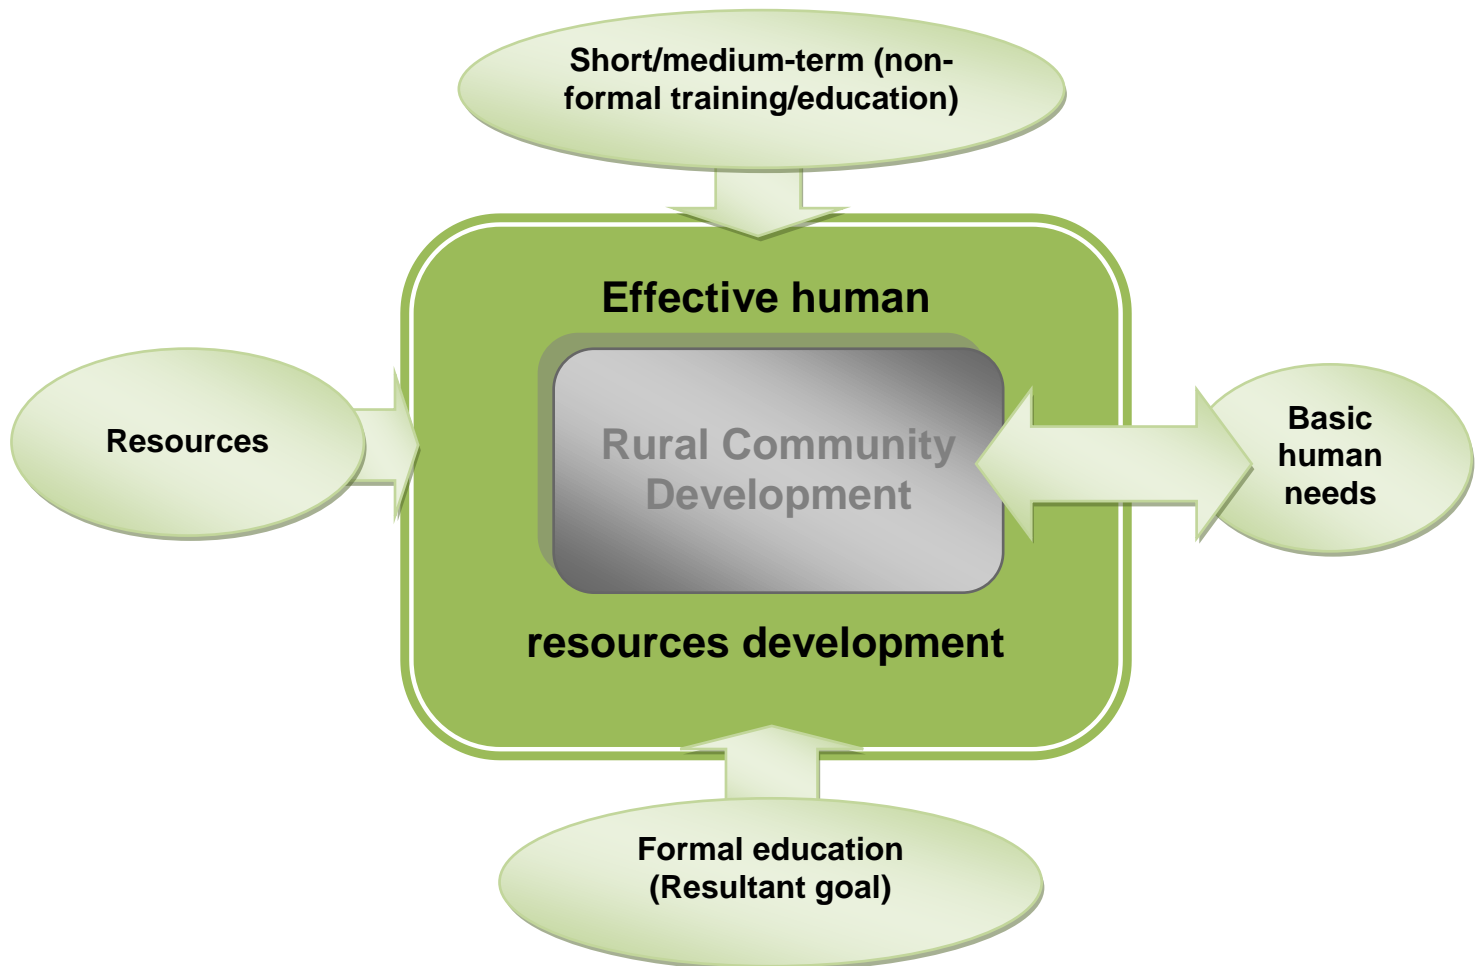 Short/medium-term (non-
formal training/education)
Effective human
Resources
Rural Community
Development
Basic
human
needs
resources development
Formal education
(Resultant goal)